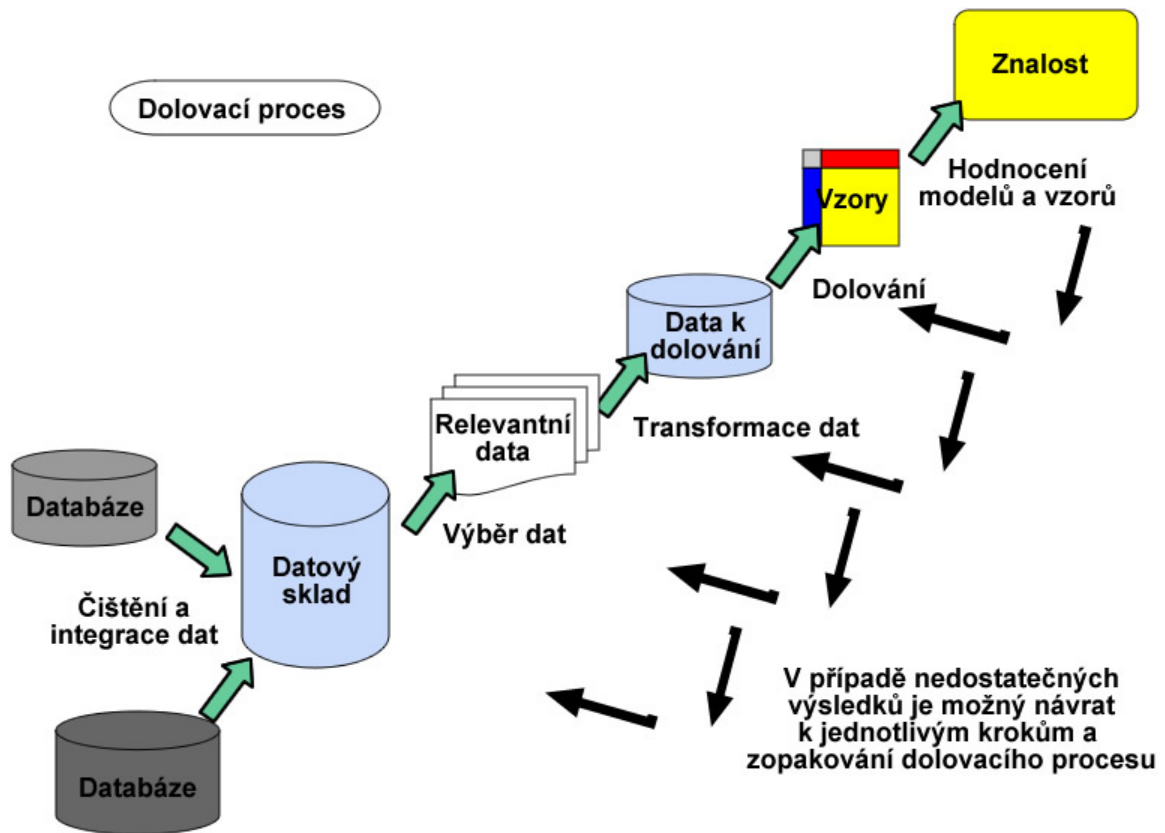 Znalost
Dolovací proces
Hodnocení
modelů a vzorů
Vzory
Dolování
Data k
dolování
Relevantní
data
Transformace dat
Databáze
Výběr dat
Datový
sklad
Čištění a
integrace dat
V případě nedostatečných
výsledků je možný návrat
k jednotlivým krokům a
zopakování dolovacího procesu
Databáze